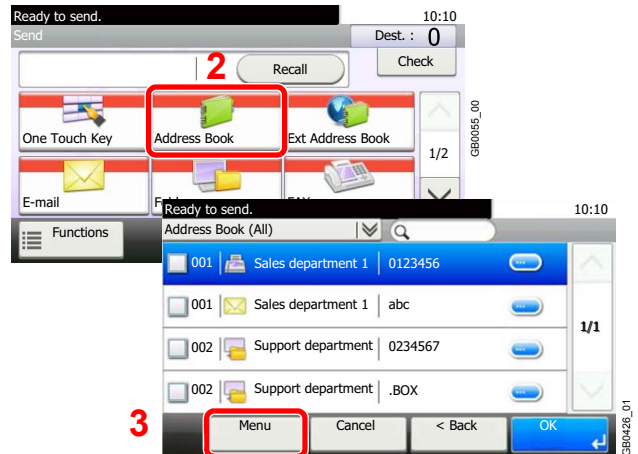 Ready to send. 10:10
Send Dest. : 0
2 Recall Check
One Touch Key Address Book Ext Address Book
1/2
E-mail
GB0055_00
Functions
Ready to send. 10:10
Address Book (All)
001 Sales department 1 0123456
001 Sales department 1 abc
1/1
002 Support department 0234567
002 Support department .BOX
3 Menu Cancel < Back OK
GB0426_01